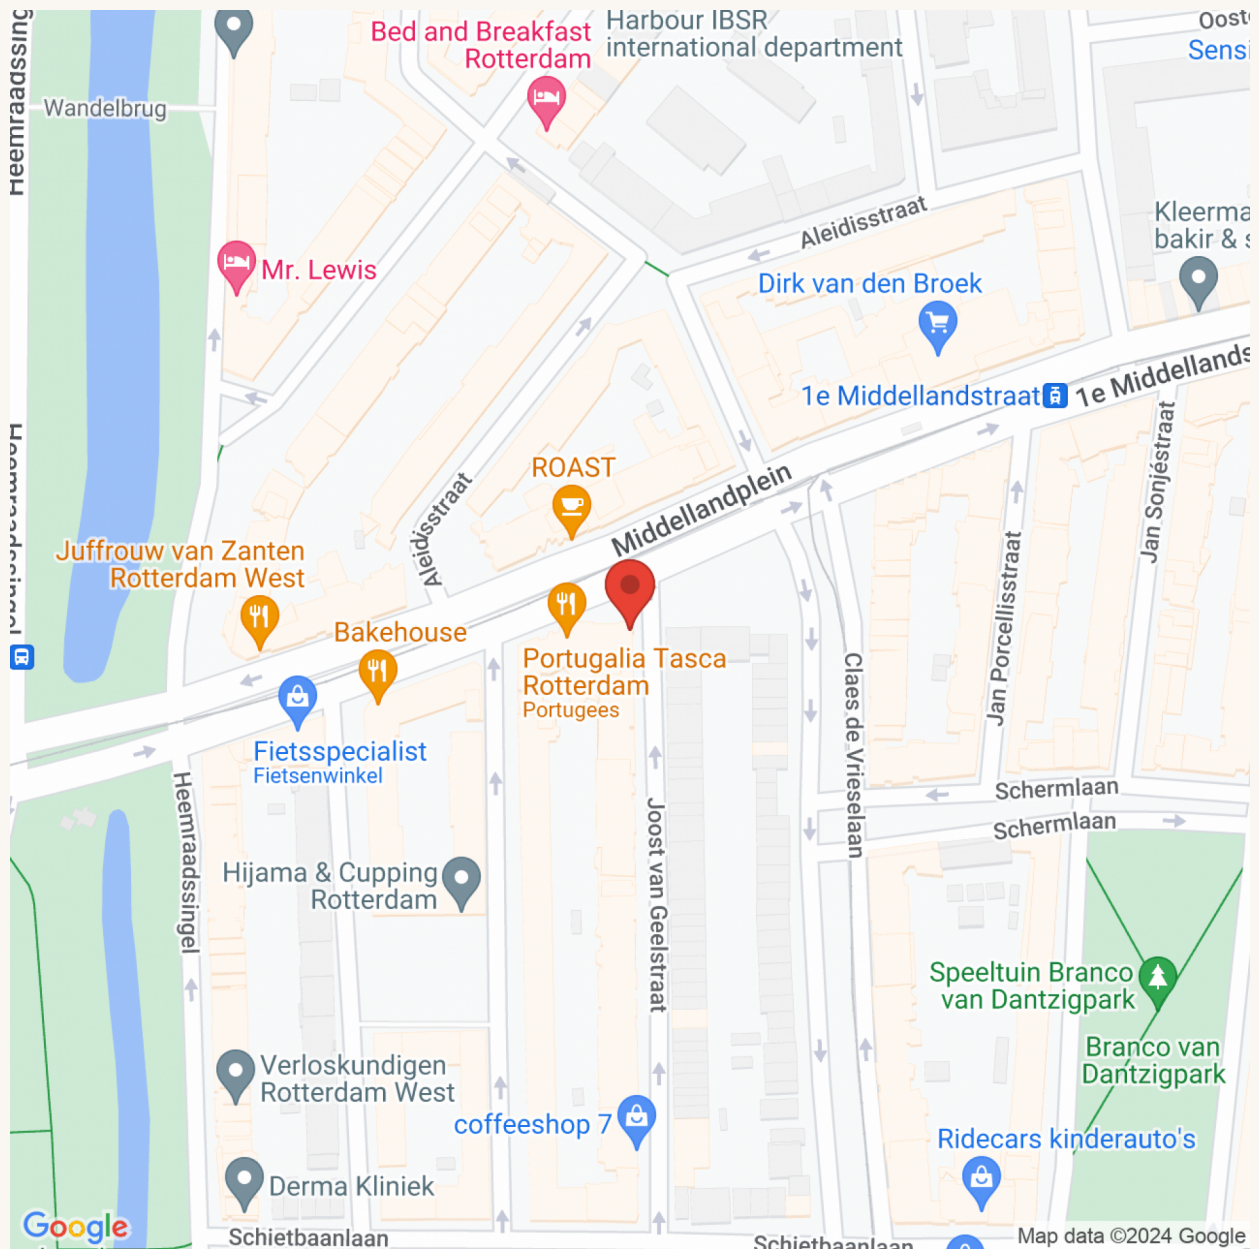 Heemraadssing
Bed and Breakfast
Rotterdam
Harbour IBSR
international department
Oost
Sensi
Wandelbrug
Aleidisstraat
Kleerma
bakir & s
Mr. Lewis
Dirk van den Broek
1e Middellandstraat
1e Middellands
Heemraadssingel
ROAST
Middellandplein
Aleidisstraat
Jan Sonjéstraat
Juffrouw van Zanten
Rotterdam West
Bakehouse
Portugalia Tasca
Rotterdam
Portugees
Jan Porcellisstraat
Claes de Vrieselaan
Fietsspecialist
Fietsenwinkel
Heemraadssingel
Joost van Geelstraat
Schermlaan
Schermlaan
Hijama & Cupping
Rotterdam
Speeltuin Branco
van Dantzigpark
Branco van
Dantzigpark
Verloskundigen
Rotterdam West
coffeeshop 7
Ridecars kinderauto's
Derma Kliniek
Google
Schietbaanlaan
Schietbaanlaan
Map data ©2024 Google